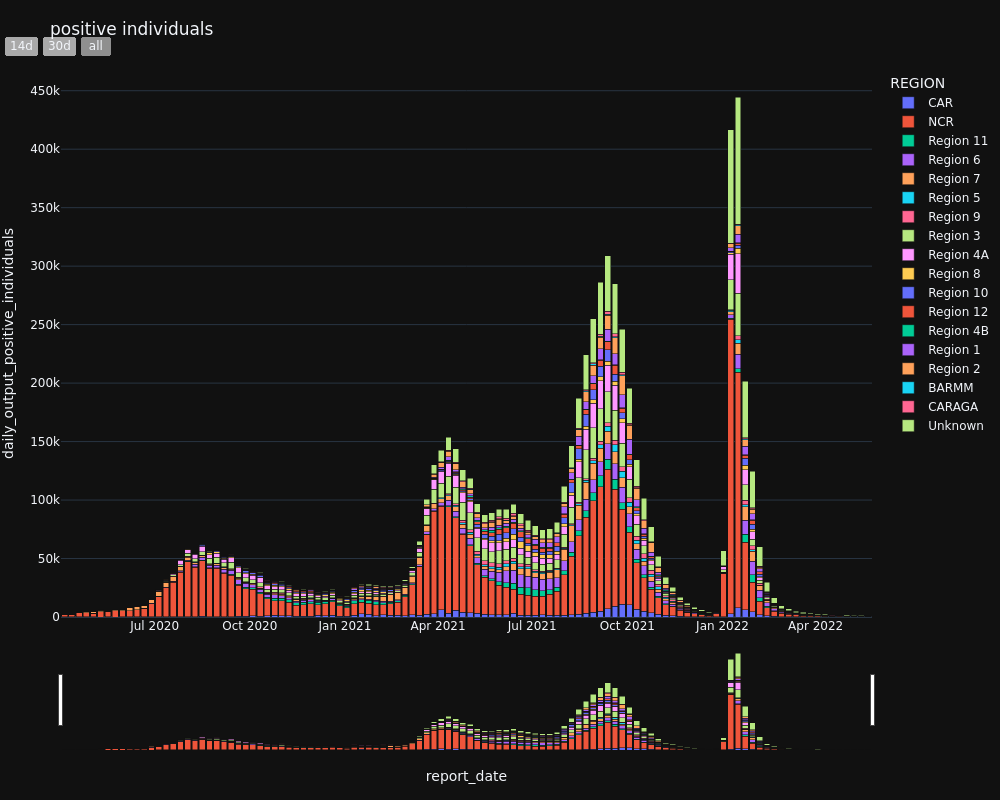 positive individuals
14d 30d all
daily_output_positive_individuals
450k
400k
350k
300k
250k
200k
150k
100k
50k
0
Jul 2020 Oct 2020 Jan 2021 Apr 2021 Jul 2021 Oct 2021 Jan 2022 Apr 2022
report_date
REGION
CAR
NCR
Region 11
Region 6
Region 7
Region 5
Region 9
Region 3
Region 4A
Region 8
Region 10
Region 12
Region 4B
Region 1
Region 2
BARMM
CARAGA
Unknown